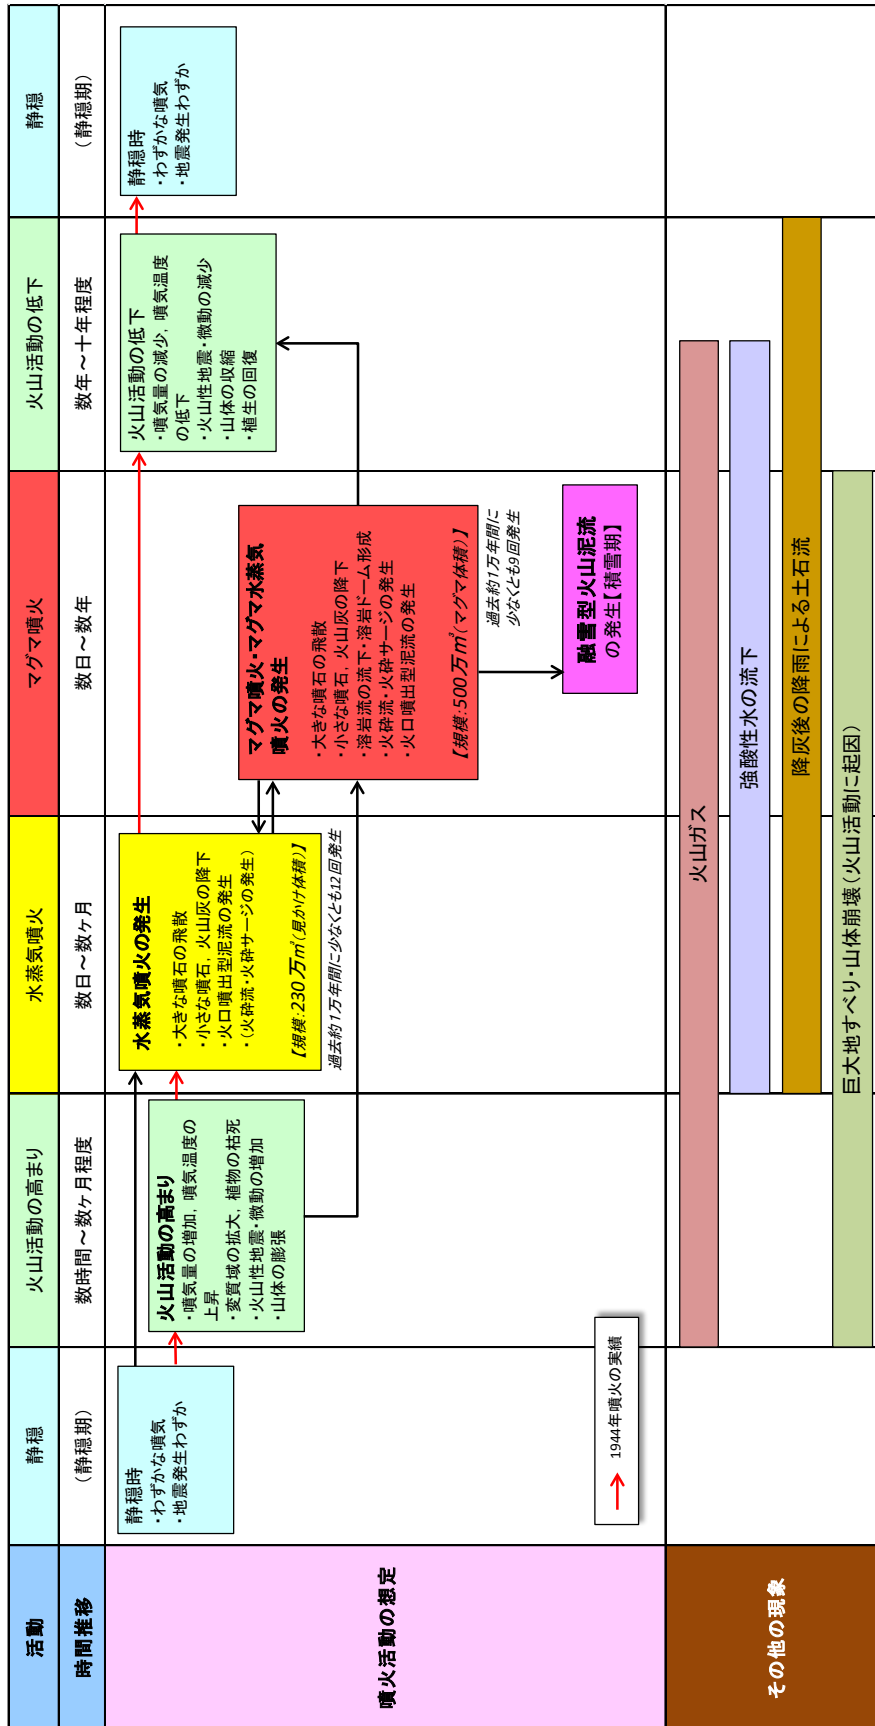 活動
静穏
火山活動の高まり
水蒸気噴火
マグマ噴火
火山活動の低下
静穏
時間推移
(静穏期)
数時間～数ヶ月程度
数日～数ヶ月
数日～数年
数年～十年程度
(静穏期)
噴火活動の想定
静穏時
・わずかな噴気
・地震発生わずか
火山活動の高まり
・噴気量の増加，噴気温度の
上昇
・変質域の拡大，植物の枯死
・火山性地震・微動の増加
・山体の膨張
水蒸気噴火の発生
・大きな噴石の飛散
・小さな噴石，火山灰の降下
・火口噴出型泥流の発生
・（火砕流・火砕サージの発生）
【規模：230万㎥（見かけ体積）】
過去約1万年間に少なくとも12回発生
マグマ噴火・マグマ水蒸気
噴火の発生
・大きな噴石の飛散
・小さな噴石，火山灰の降下
・溶岩流の流下・溶岩ドーム形成
・火砕流・火砕サージの発生
・火口噴出型泥流の発生
【規模：500万㎥（マグマ体積）】
過去約1万年間に
少なくとも9回発生
融雪型火山泥流
の発生【積雪期】
火山活動の低下
・噴気量の減少，噴気温度
の低下
・火山性地震・微動の減少
・山体の収縮
・植生の回復
静穏時
・わずかな噴気
・地震発生わずか
1944年噴火の実績
その他の現象
火山ガス
強酸性水の流下
降灰後の降雨による土石流
巨大地すべり・山体崩壊（火山活動に起因）